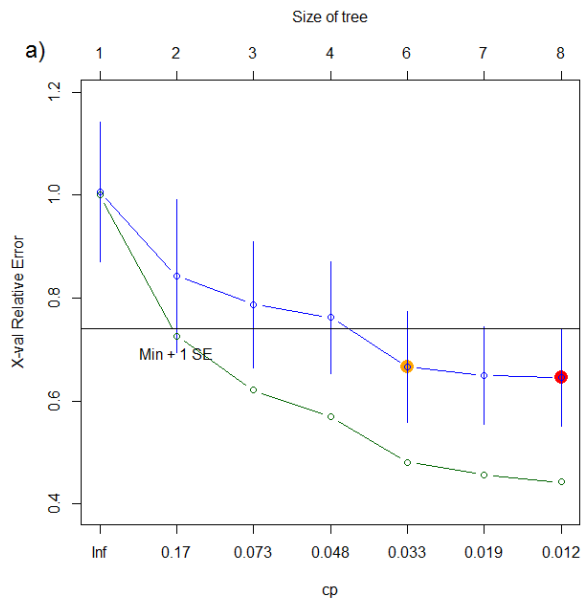 Size of tree
a)
1 2 3 4 6 7 8
X-val Relative Error
1.2
1.0
0.8
0.6
0.4
Min + 1 SE
Inf 0.17 0.073 0.048 0.033 0.019 0.012
cp